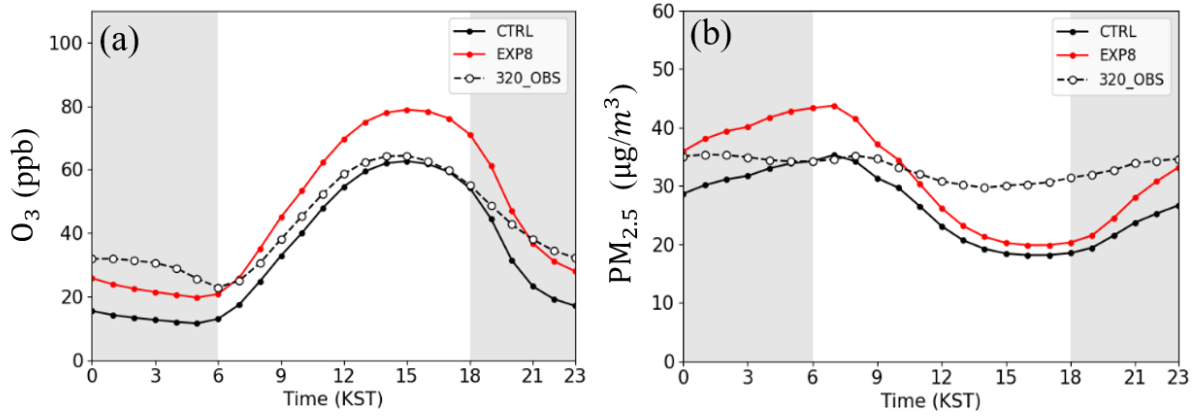 (a)
CTRL
EXP8
320_OBS
O₃ (ppb)
100
80
60
40
20
0
0 3 6 9 12 15 18 21 23
Time (KST)
(b)
CTRL
EXP8
320_OBS
PM₂.₅ (μg/m³)
60
50
40
30
20
10
0
0 3 6 9 12 15 18 21 23
Time (KST)